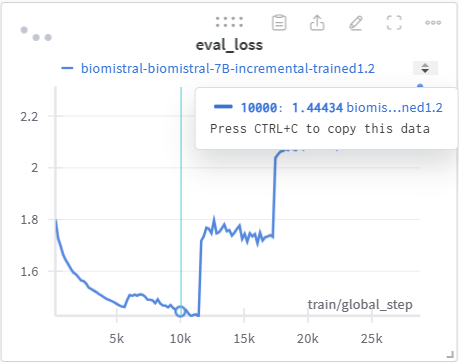 eval_loss
biomistral-biomistral-7B-incremental-trained1.2
10000: 1.44434 biomis...ned1.2
Press CTRL+C to copy this data
2.2
2
1.8
1.6
train/global_step
5k
10k
15k
20k
25k